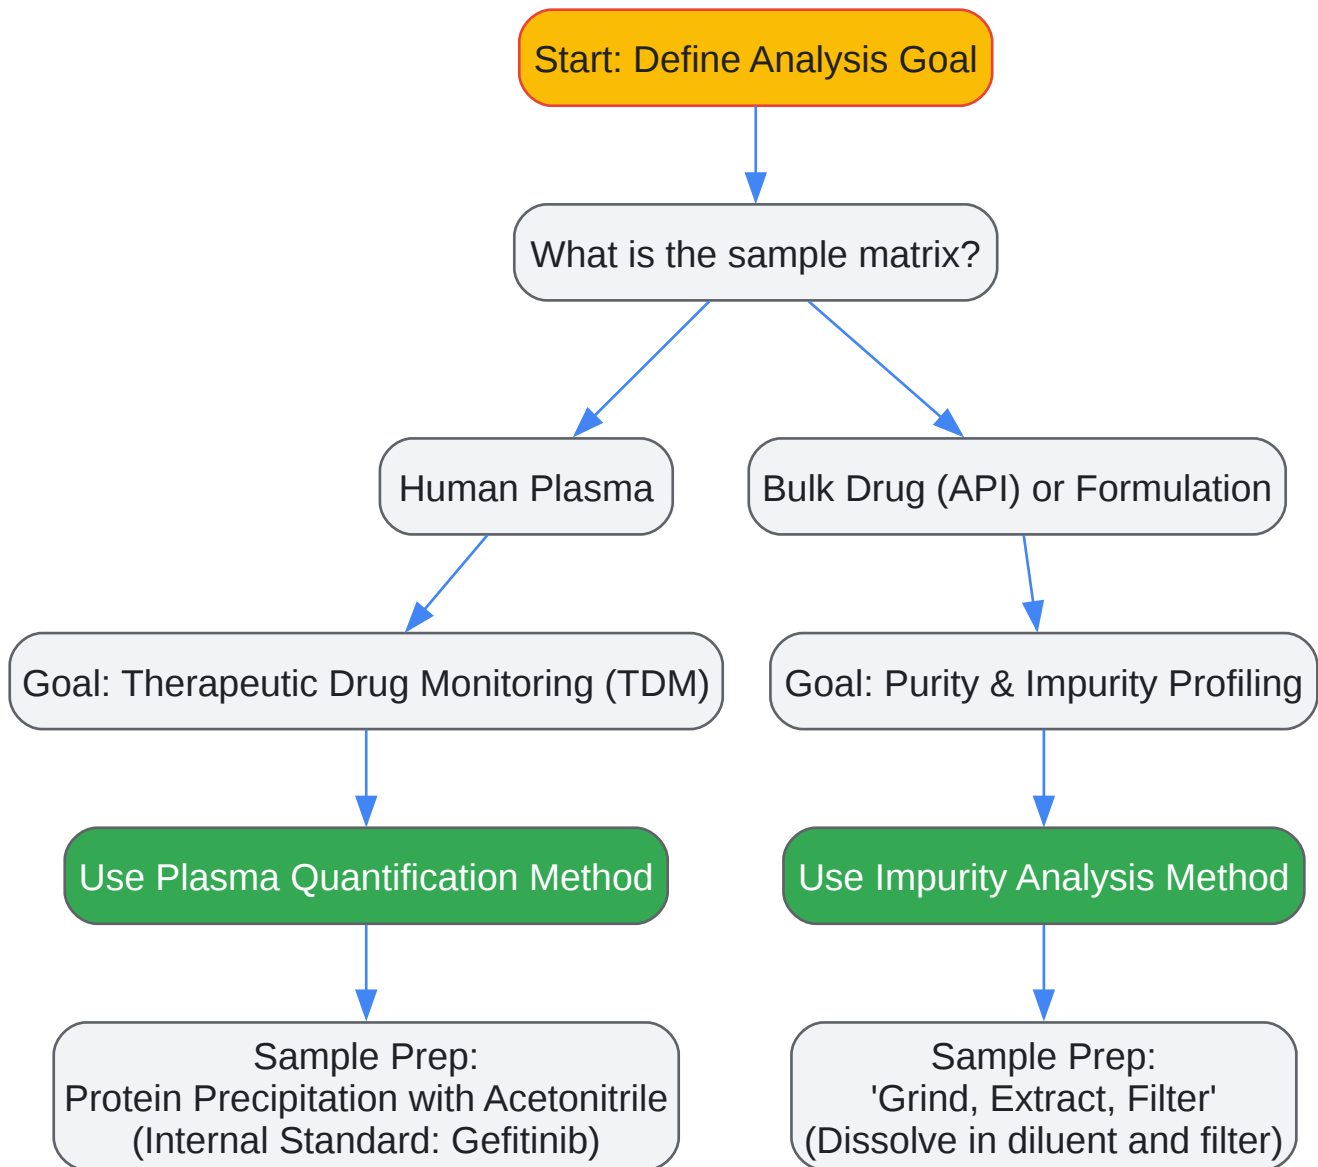 Start: Define Analysis Goal
What is the sample matrix?
Human Plasma
Bulk Drug (API) or Formulation
Goal: Therapeutic Drug Monitoring (TDM)
Goal: Purity & Impurity Profiling
Use Plasma Quantification Method
Use Impurity Analysis Method
Sample Prep:
Protein Precipitation with Acetonitrile
(Internal Standard: Gefitinib)
Sample Prep:
'Grind, Extract, Filter'
(Dissolve in diluent and filter)